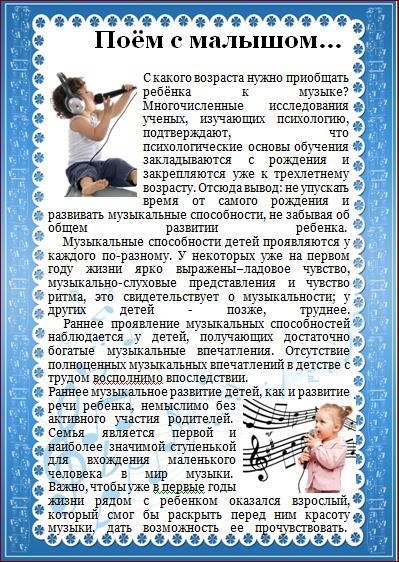 Поём с малышом…
С какого возраста нужно приобщать
ребёнка к музыке?
Многочисленные исследования
ученых, изучающих психологию,
подтверждают, что
психологические основы обучения
закладываются с рождения и
закрепляются уже к трехлетнему
возрасту. Отсюда вывод: не упускать
время от самого рождения и
развивать музыкальные способности, не забывая об
общем развитии ребенка.
Музыкальные способности детей проявляются у
каждого по-разному. У некоторых уже на первом
году жизни ярко выражены–ладовое чувство,
музыкально-слуховые представления и чувство
ритма, это свидетельствует о музыкальности; у
других детей - позже, труднее.
Раннее проявление музыкальных способностей
наблюдается у детей, получающих достаточно
богатые музыкальные впечатления. Отсутствие
полноценных музыкальных впечатлений в детстве с
трудом восполнимо впоследствии.
Раннее музыкальное развитие детей, как и развитие
речи ребенка, немыслимо без
активного участия родителей.
Семья является первой и
наиболее значимой ступенькой
для вхождения маленького
человека в мир музыки.
Важно, чтобы уже в первые годы
жизни рядом с ребенком оказался взрослый,
который смог бы раскрыть перед ним красоту
музыки, дать возможность ее прочувствовать.